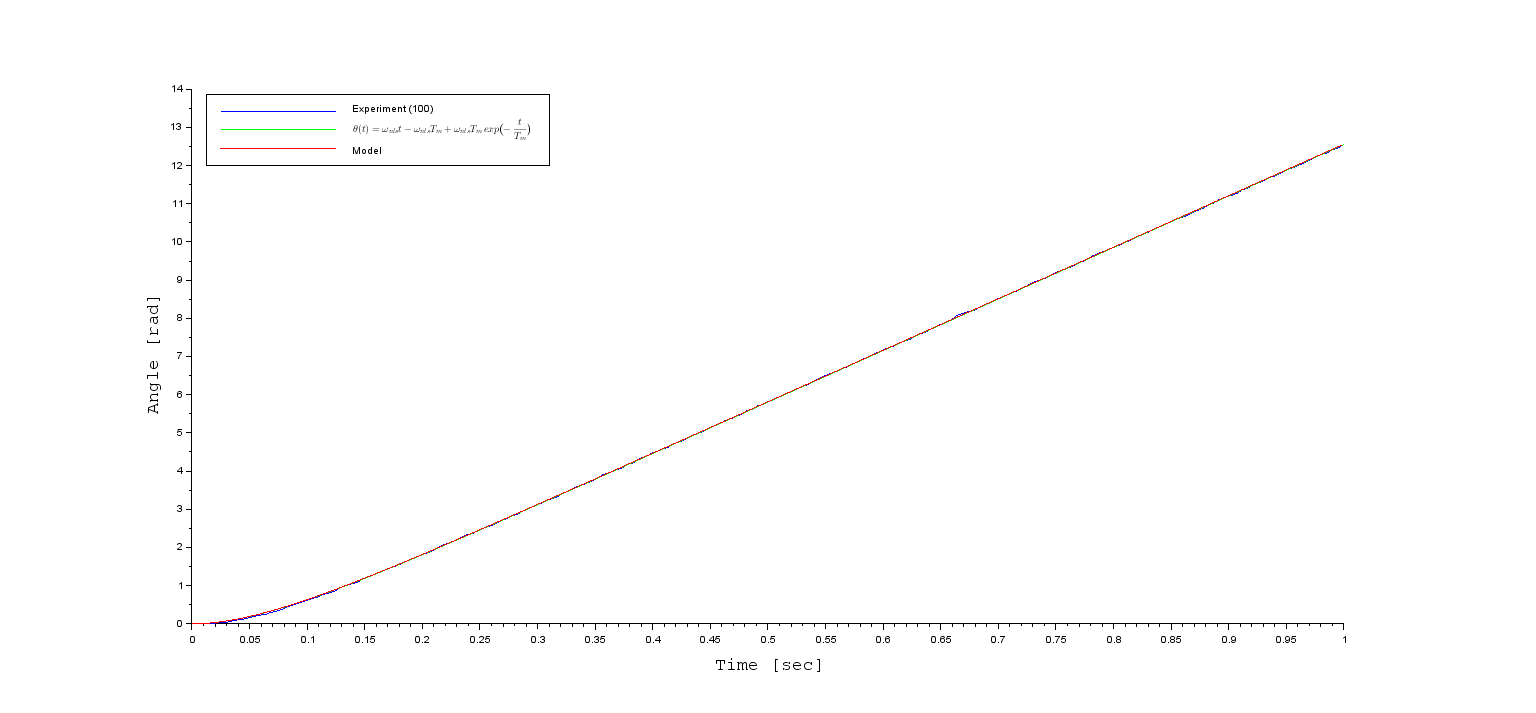 14
Experiment (100)
13
θ(t) = ω_nls t − ω_nls T_m + ω_nls T_m exp(− t/T_m)
Model
12
11
10
9
8
7
6
5
4
3
2
1
0
Angle [rad]
0 0.05 0.1 0.15 0.2 0.25 0.3 0.35 0.4 0.45 0.5 0.55 0.6 0.65 0.7 0.75 0.8 0.85 0.9 0.95 1
Time [sec]